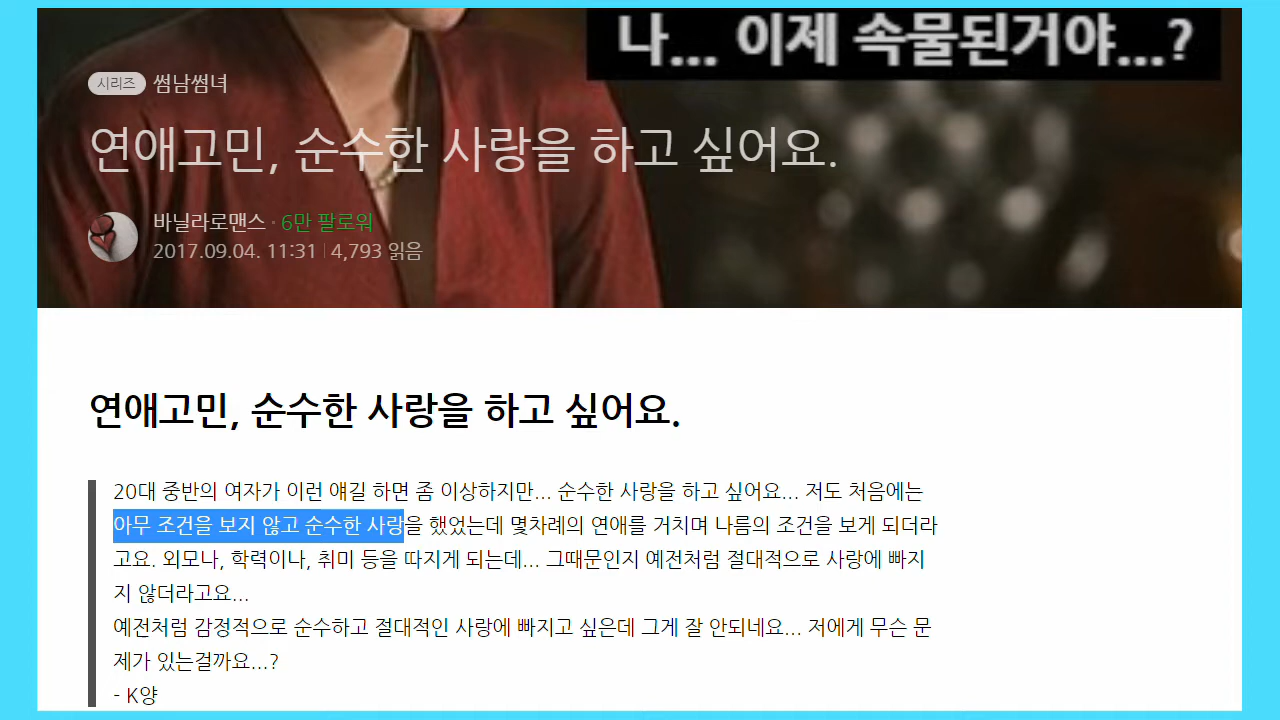 나... 이제 속물된거야...?
시리즈 썸남썸녀
연애고민, 순수한 사랑을 하고 싶어요.
바닐라로맨스 · 6만 팔로워
2017.09.04. 11:31 | 4,793 읽음
연애고민, 순수한 사랑을 하고 싶어요.
20대 중반의 여자가 이런 얘길 하면 좀 이상하지만... 순수한 사랑을 하고 싶어요... 저도 처음에는
아무 조건을 보지 않고 순수한 사랑을 했었는데 몇차례의 연애를 거치며 나름의 조건을 보게 되더라
고요. 외모나, 학력이나, 취미 등을 따지게 되는데... 그때문인지 예전처럼 절대적으로 사랑에 빠지
지 않더라고요...
예전처럼 감정적으로 순수하고 절대적인 사랑에 빠지고 싶은데 그게 잘 안되네요... 저에게 무슨 문
제가 있는걸까요...?
- K양